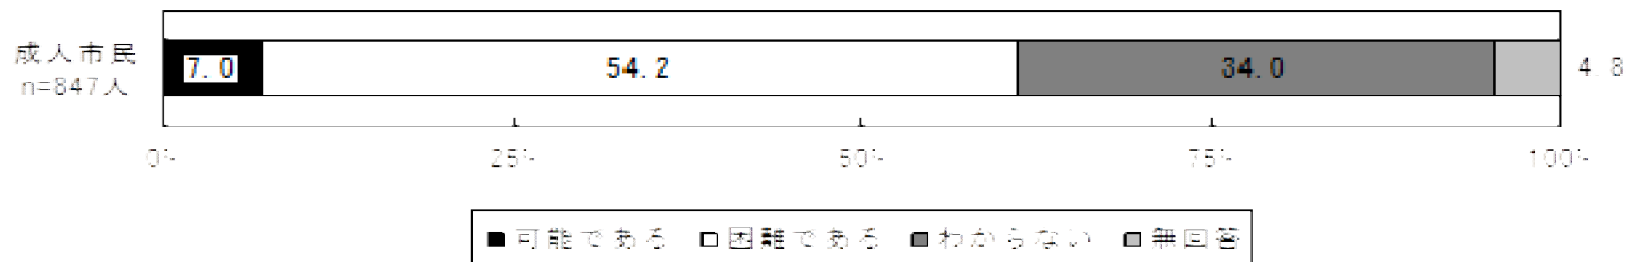 成人市民
n=847人
7.0 54.2 34.0 4.8
0% 25% 50% 75% 100%
■可能である □困難である ■わからない ■無回答